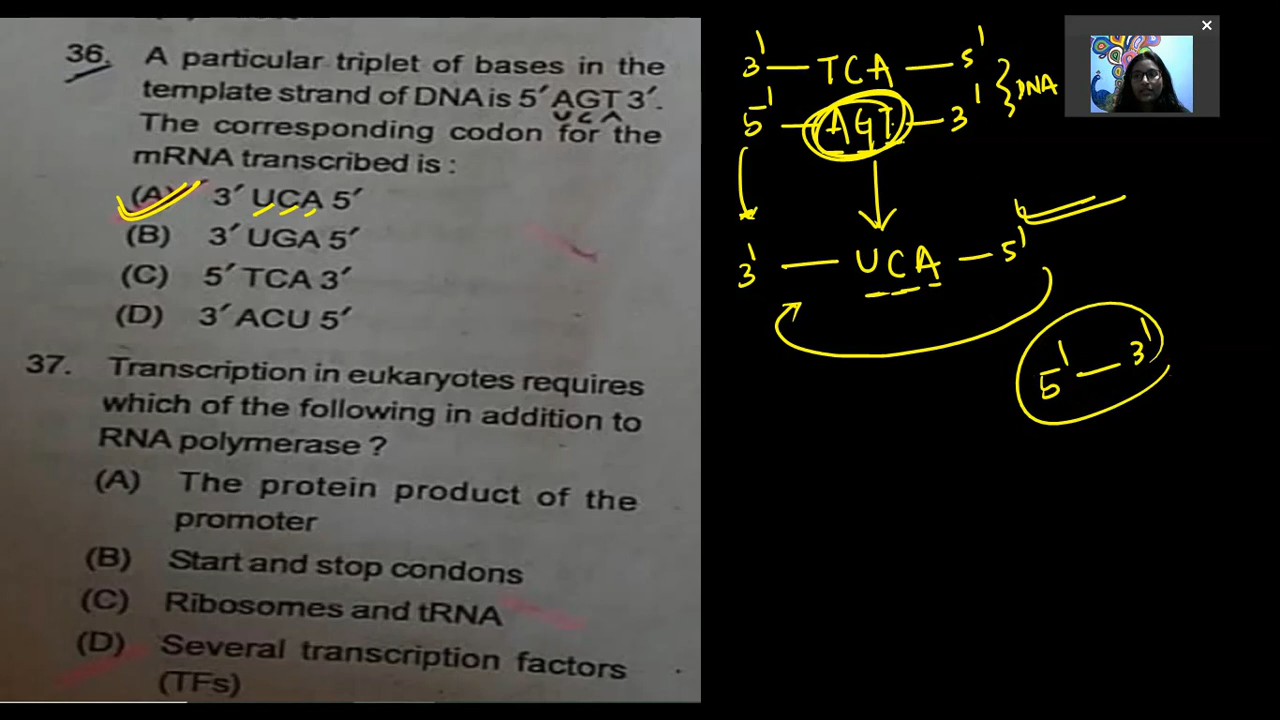 36. A particular triplet of bases in the
template strand of DNA is 5′ AGT 3′.
UCA
The corresponding codon for the
mRNA transcribed is :
(A) 3′ UCA 5′
(B) 3′ UGA 5′
(C) 5′ TCA 3′
(D) 3′ ACU 5′
37. Transcription in eukaryotes requires
which of the following in addition to
RNA polymerase ?
(A) The protein product of the
promoter
(B) Start and stop condons
(C) Ribosomes and tRNA
(D) Several transcription factors
(TFs)
3' — TCA — 5'
5' — AGT — 3'
} DNA
3' — UCA — 5'
5' — 3'